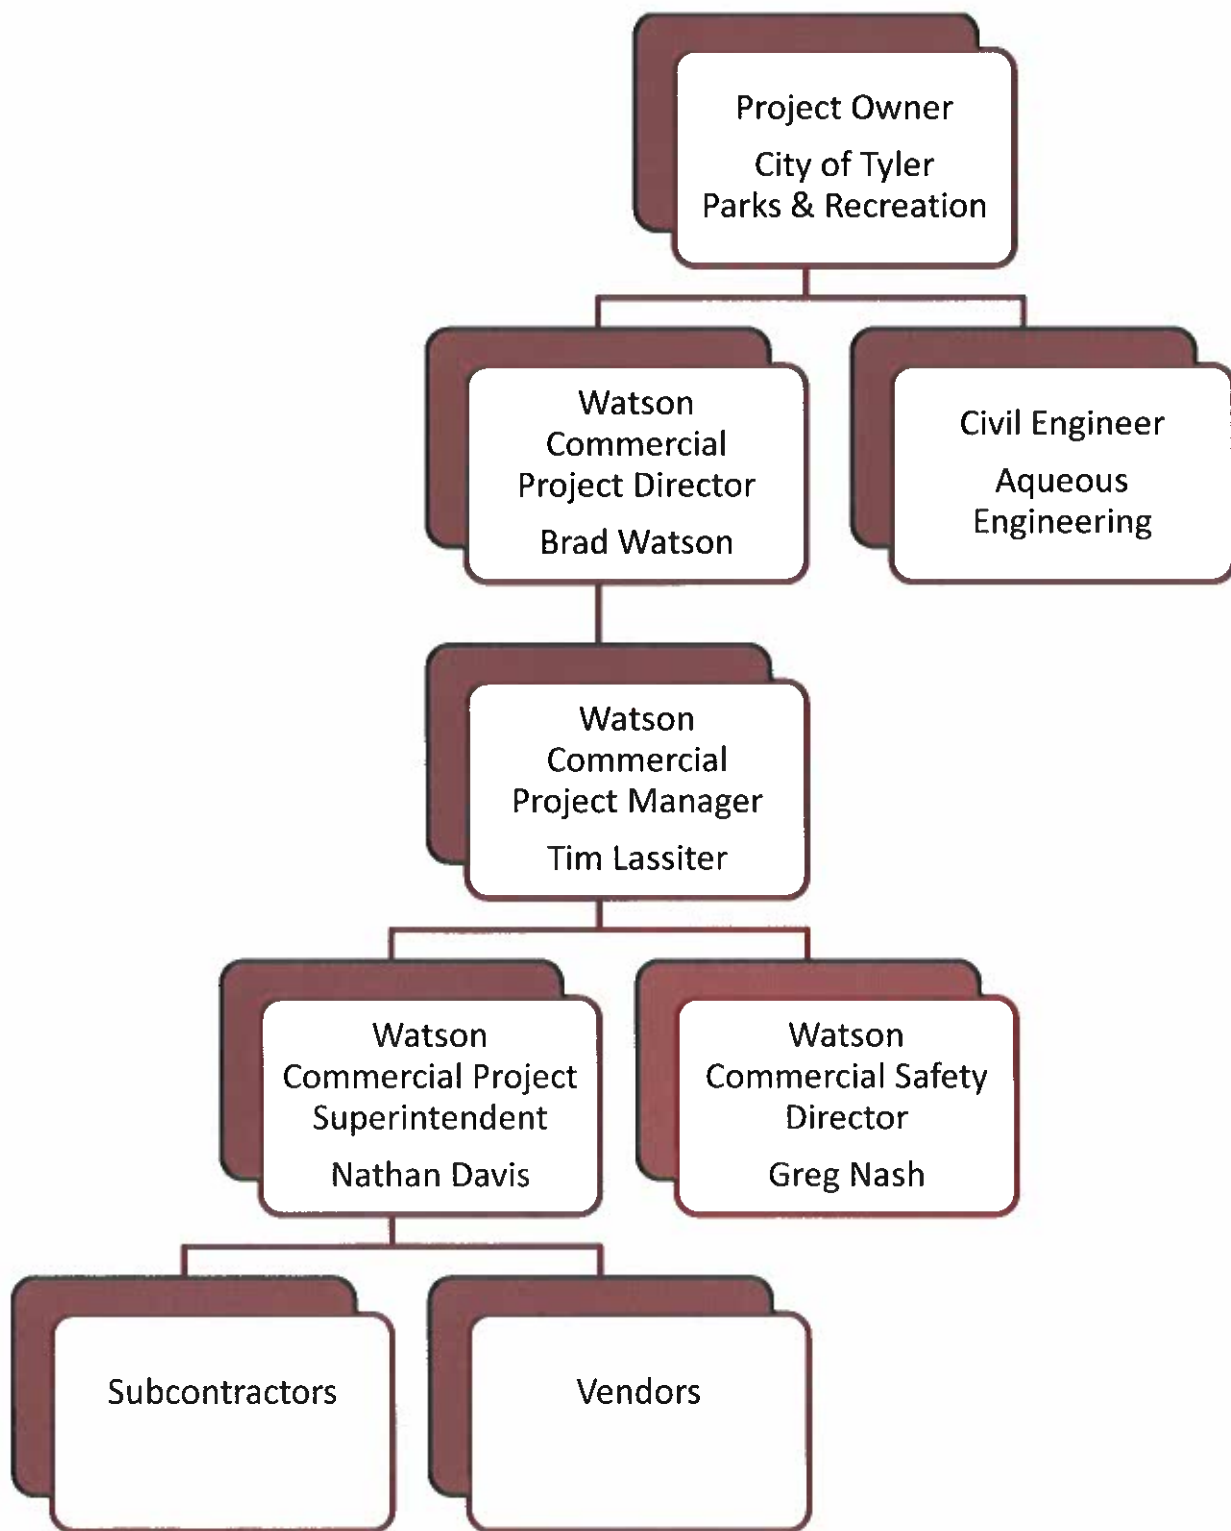 Project Owner
City of Tyler
Parks & Recreation
Watson
Commercial
Project Director
Brad Watson
Civil Engineer
Aqueous
Engineering
Watson
Commercial
Project Manager
Tim Lassiter
Watson
Commercial Project
Superintendent
Nathan Davis
Watson
Commercial Safety
Director
Greg Nash
Subcontractors
Vendors